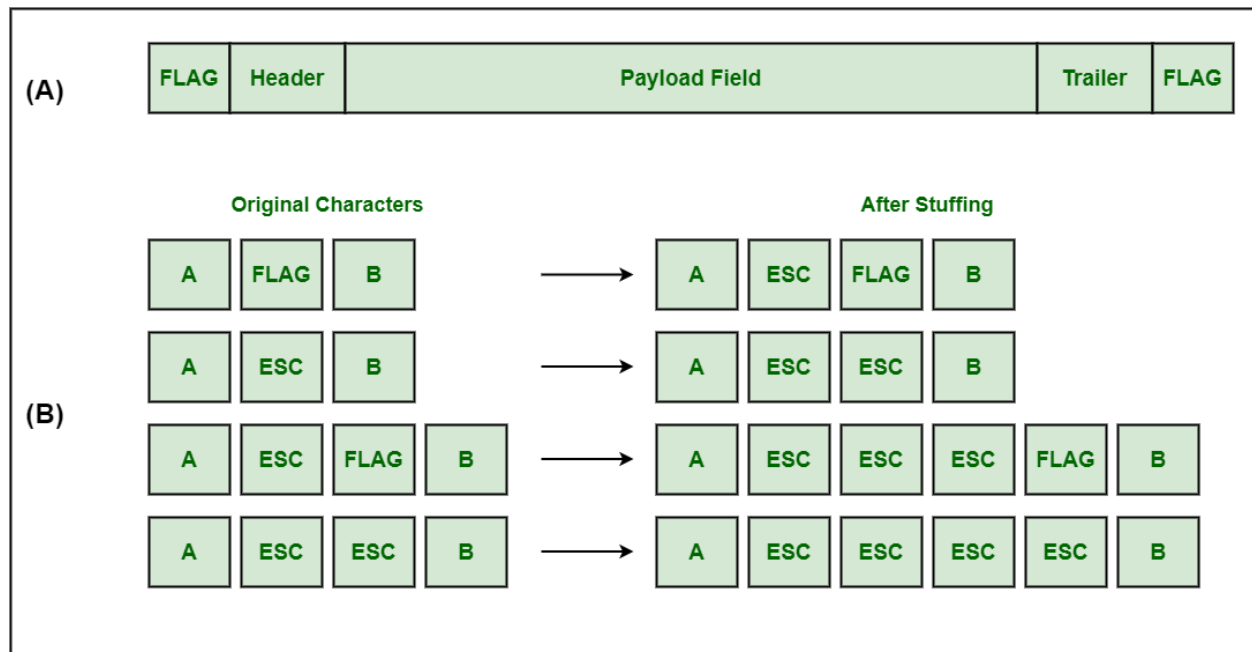 (A) FLAG Header Payload Field Trailer FLAG
Original Characters After Stuffing
A FLAG B A ESC FLAG B
A ESC B A ESC ESC B
(B)
A ESC FLAG B A ESC ESC ESC FLAG B
A ESC ESC B A ESC ESC ESC ESC B